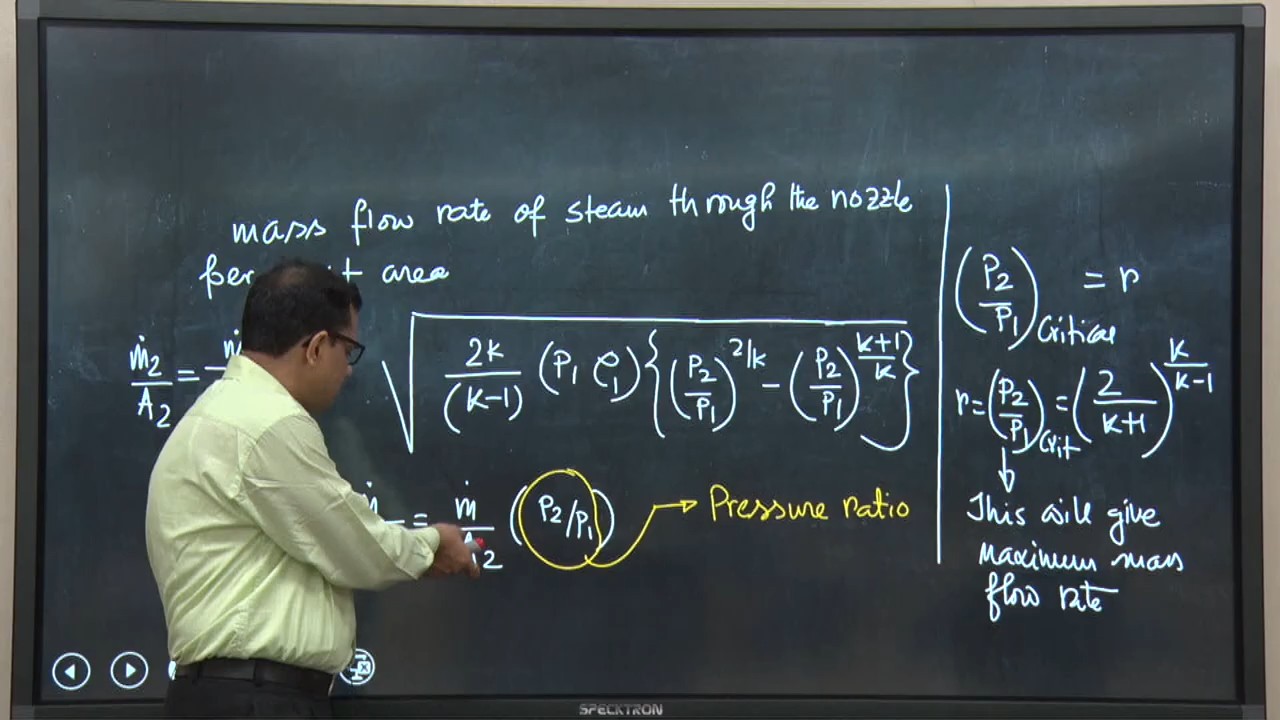 mass flow rate of steam through the nozzle
per area
ṁ2/A2 = √(2k/(k-1) (P1 ρ1) {(P2/P1)^2/k - (P2/P1)^(k+1)/k})
ṁ = ṁ/A2 (P2/P1) → Pressure ratio
(P2/P1)Critical = r
r = (P2/P1)Crit = (2/(k+1))^k/(k-1)
This will give
maximum mass
flow rate
SPECKTRON